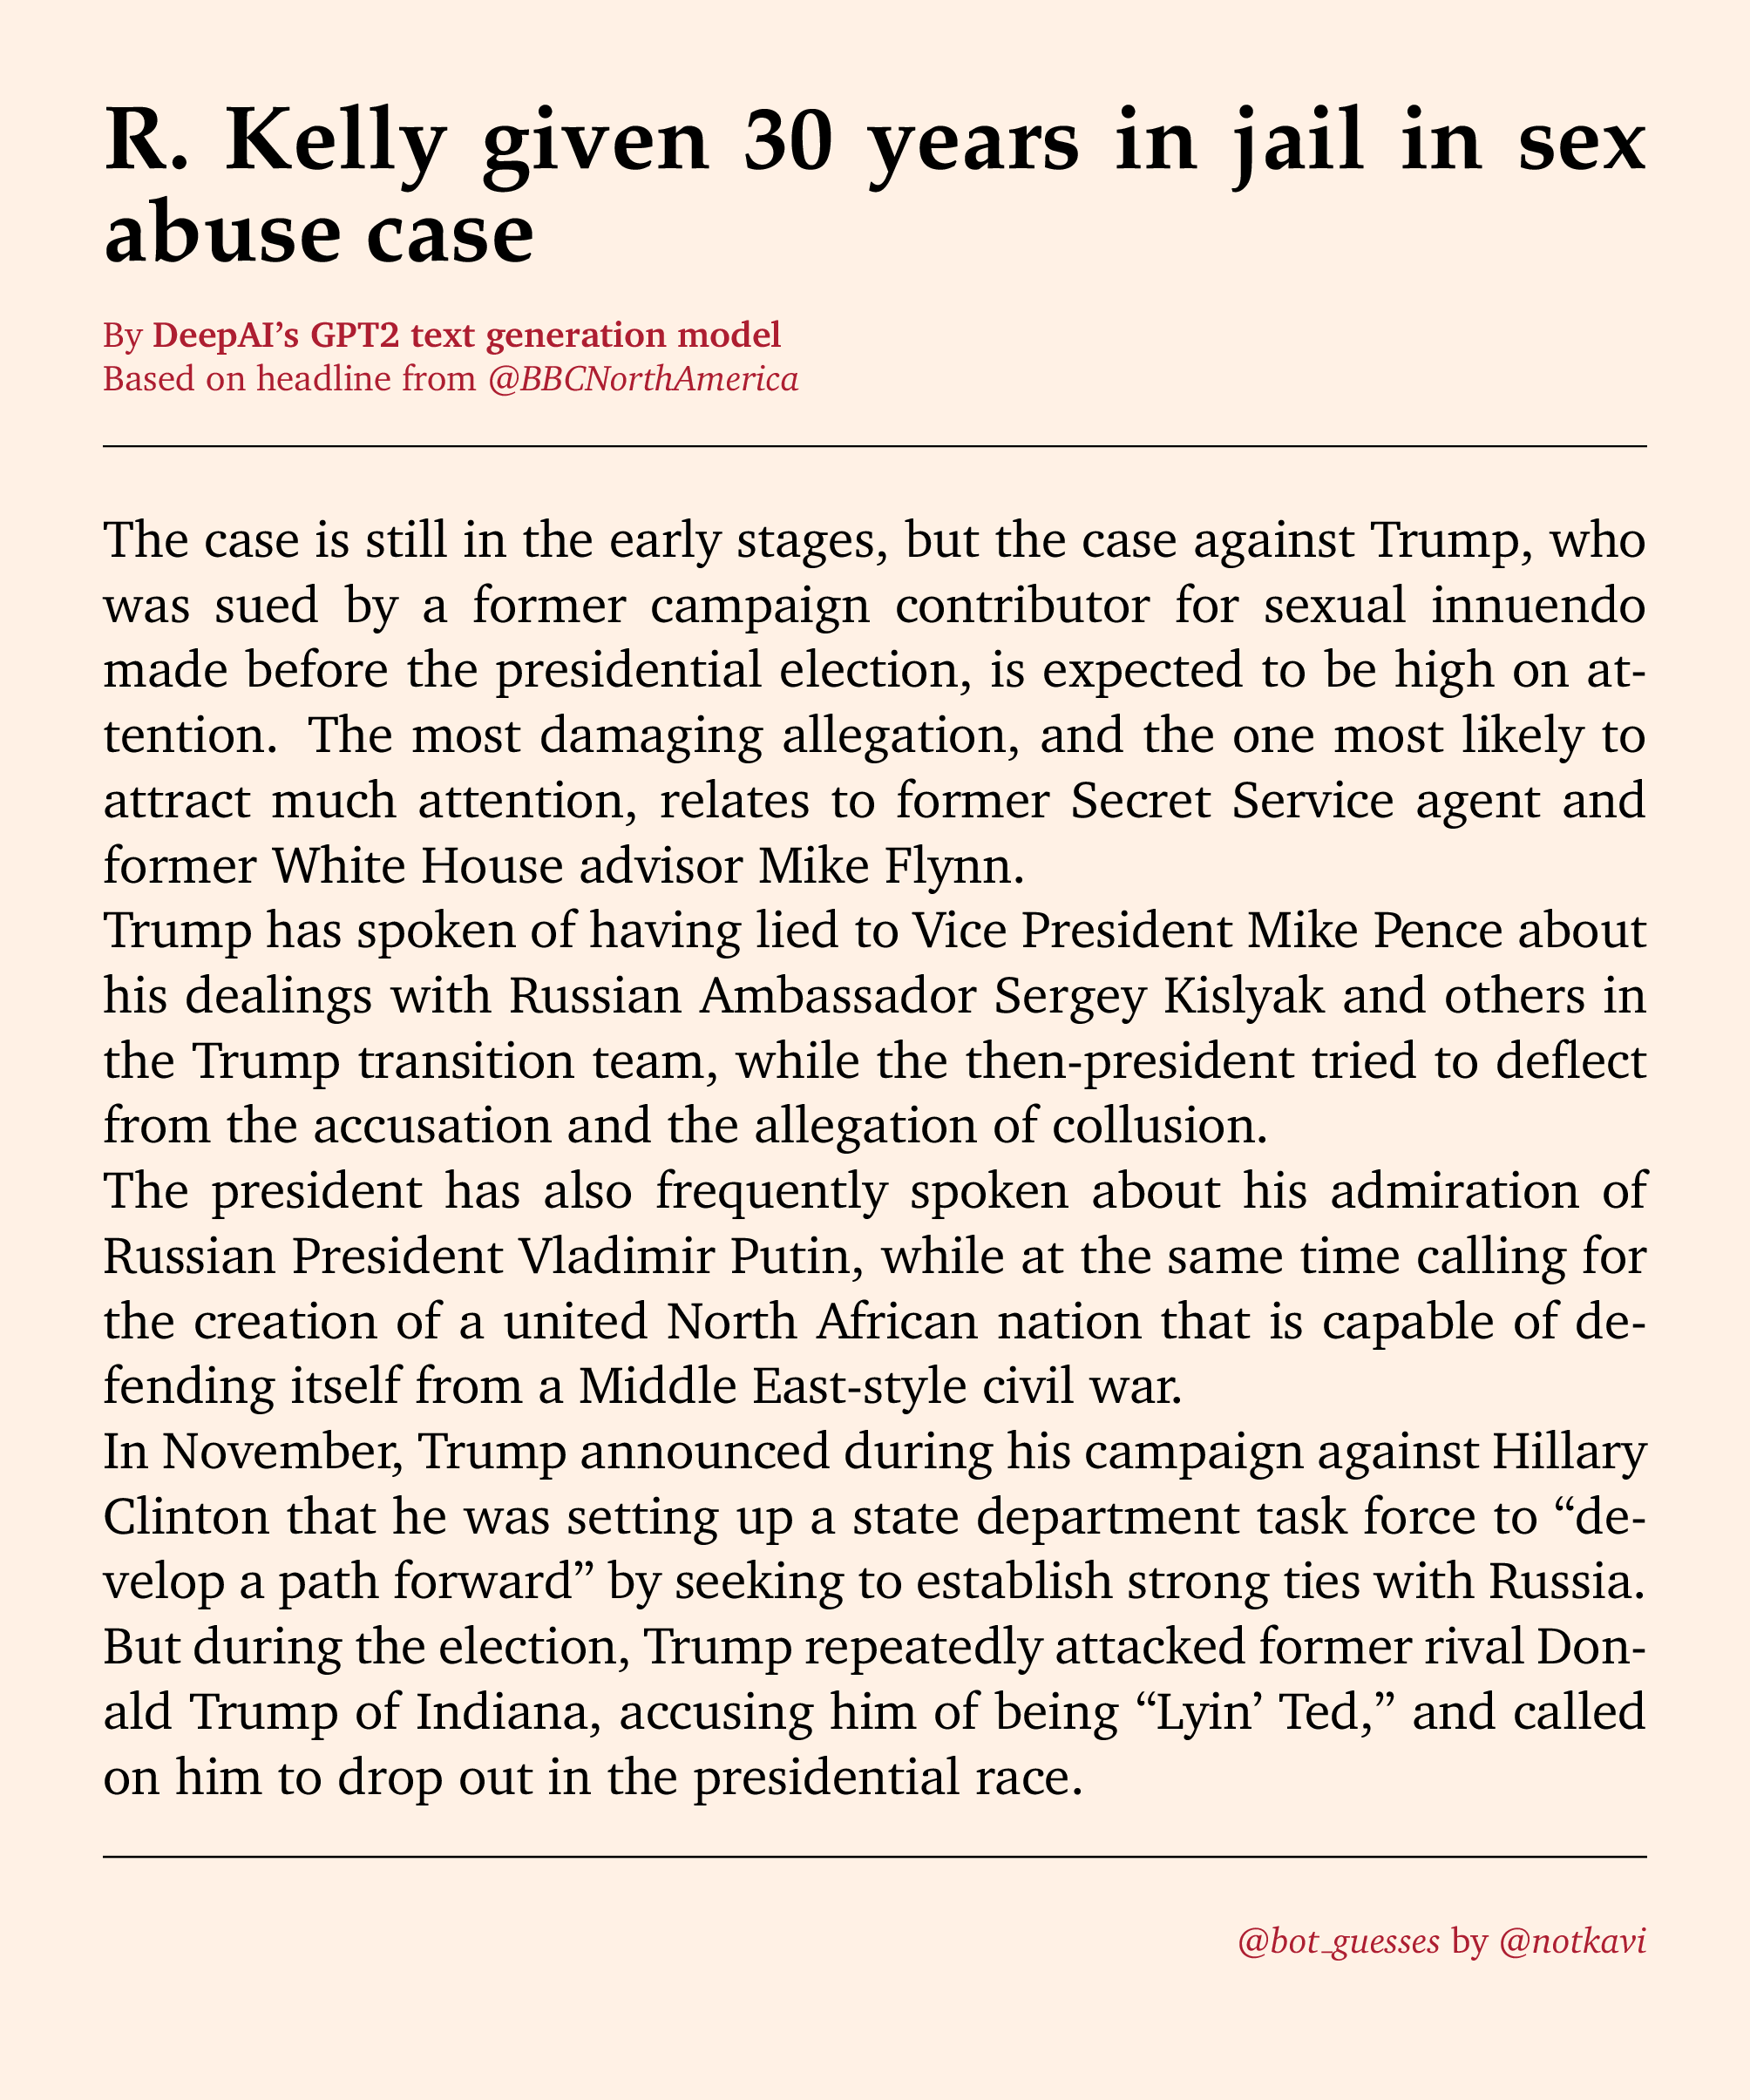 R. Kelly given 30 years in jail in sex
abuse case
By DeepAI’s GPT2 text generation model
Based on headline from @BBCNorthAmerica
The case is still in the early stages, but the case against Trump, who
was sued by a former campaign contributor for sexual innuendo
made before the presidential election, is expected to be high on at-
tention. The most damaging allegation, and the one most likely to
attract much attention, relates to former Secret Service agent and
former White House advisor Mike Flynn.
Trump has spoken of having lied to Vice President Mike Pence about
his dealings with Russian Ambassador Sergey Kislyak and others in
the Trump transition team, while the then-president tried to deflect
from the accusation and the allegation of collusion.
The president has also frequently spoken about his admiration of
Russian President Vladimir Putin, while at the same time calling for
the creation of a united North African nation that is capable of de-
fending itself from a Middle East-style civil war.
In November, Trump announced during his campaign against Hillary
Clinton that he was setting up a state department task force to “de-
velop a path forward” by seeking to establish strong ties with Russia.
But during the election, Trump repeatedly attacked former rival Don-
ald Trump of Indiana, accusing him of being “Lyin’ Ted,” and called
on him to drop out in the presidential race.
@bot_guesses by @notkavi